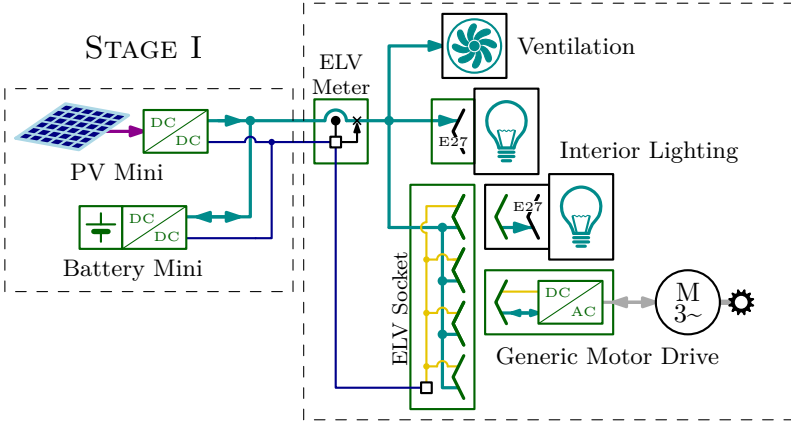 STAGE I
ELV
Meter
Ventilation
DC
DC
PV Mini
E27
Interior Lighting
DC
DC
Battery Mini
E27
ELV Socket
DC
AC
M
3~
Generic Motor Drive